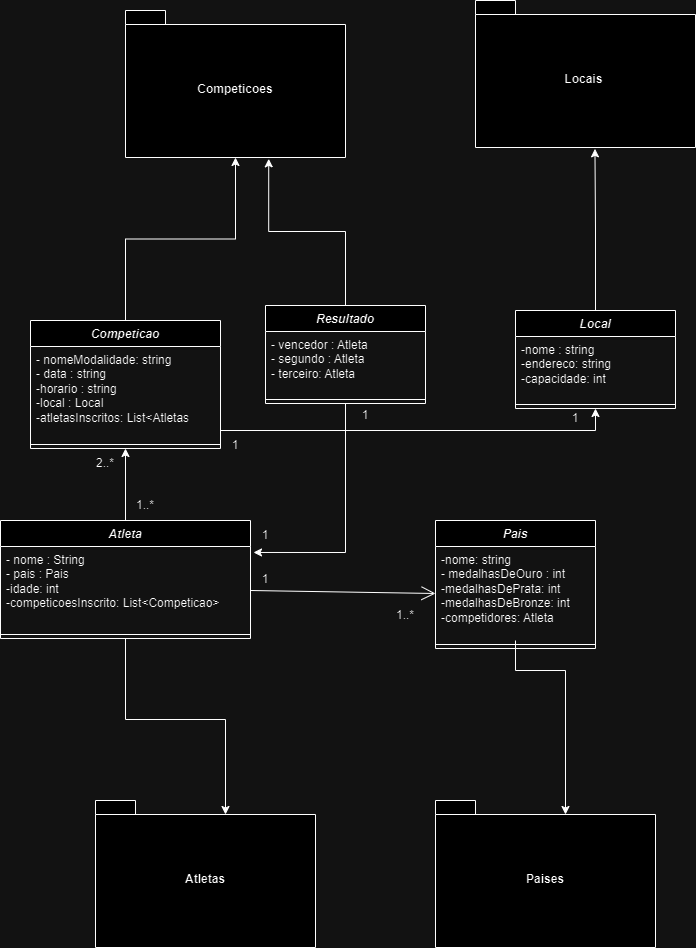 Competicoes
Locais
Competicao
- nomeModalidade: string
- data : string
-horario : string
-local : Local
-atletasInscritos: List<Atletas
Resultado
- vencedor : Atleta
- segundo : Atleta
- terceiro: Atleta
Local
-nome : string
-endereco: string
-capacidade: int
1
1
1
2..*
1..*
1
1
1..*
Atleta
- nome : String
- pais : Pais
-idade: int
-competicoesInscrito: List<Competicao>
Pais
-nome: string
- medalhasDeOuro : int
-medalhasDePrata: int
-medalhasDeBronze: int
-competidores: Atleta
Atletas
Paises